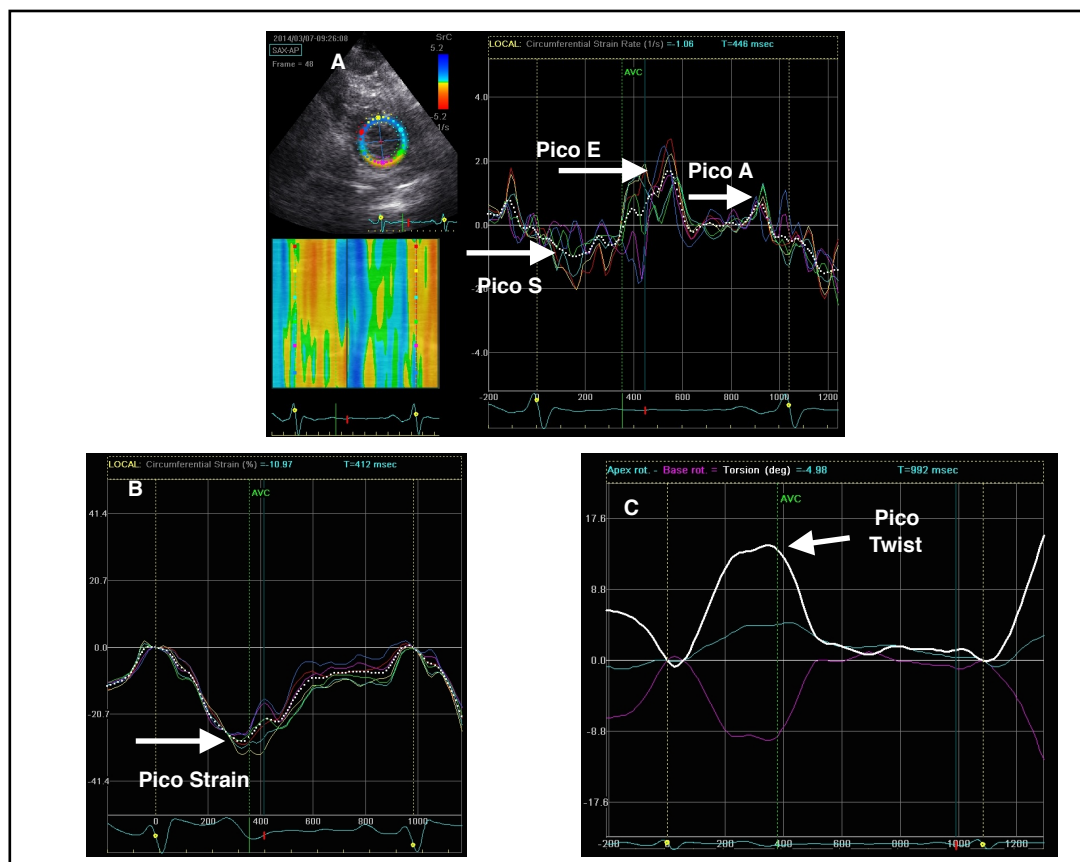 2014/03/07-09:26:08
SAX-AP
Frame = 48
A
SrC
5.2
-5.2
1/s
LOCAL: Circumferential Strain Rate (1/s) =-1.06 T=446 msec
AVC
4.0
2.0
0.0
-4.0
Pico E
Pico A
Pico S
-200 0 200 400 600 800 1000 1200
LOCAL: Circumferential Strain (%) =-10.97 T=412 msec
B
AVC
41.4
20.7
0.0
-20.7
-41.4
Pico Strain
0 200 400 600 800 1000
Apex rot. - Base rot. = Torsion (deg) =-4.98 T=992 msec
C
AVC
Pico
Twist
17.6
8.8
0.0
-8.8
-17.6
-200 0 200 400 600 800 1000 1200